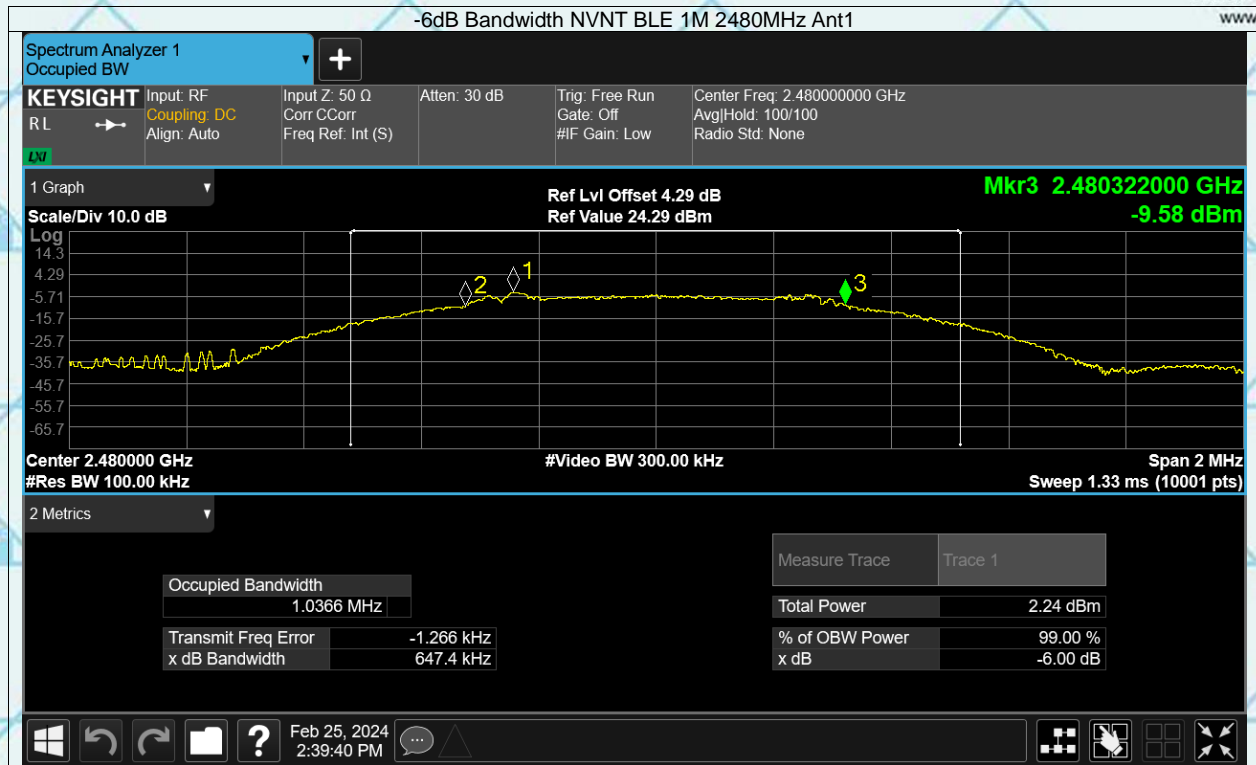 -6dB Bandwidth NVNT BLE 1M 2480MHz Ant1
www
Spectrum Analyzer 1
Occupied BW
+
KEYSIGHT
RL
LXI
Input: RF
Coupling: DC
Align: Auto
Input Z: 50 Ω
Corr CCorr
Freq Ref: Int (S)
Atten: 30 dB
Trig: Free Run
Gate: Off
#IF Gain: Low
Center Freq: 2.480000000 GHz
Avg|Hold: 100/100
Radio Std: None
1 Graph
Scale/Div 10.0 dB
Ref Lvl Offset 4.29 dB
Ref Value 24.29 dBm
Mkr3 2.480322000 GHz
-9.58 dBm
Log
14.3
4.29
-5.71
-15.7
-25.7
-35.7
-45.7
-55.7
-65.7
2
1
3
Center 2.480000 GHz
#Video BW 300.00 kHz
Span 2 MHz
#Res BW 100.00 kHz
Sweep 1.33 ms (10001 pts)
2 Metrics
Measure Trace Trace 1
Occupied Bandwidth
1.0366 MHz
Total Power 2.24 dBm
Transmit Freq Error -1.266 kHz
% of OBW Power 99.00 %
x dB Bandwidth 647.4 kHz
x dB -6.00 dB
?
Feb 25, 2024
2:39:40 PM